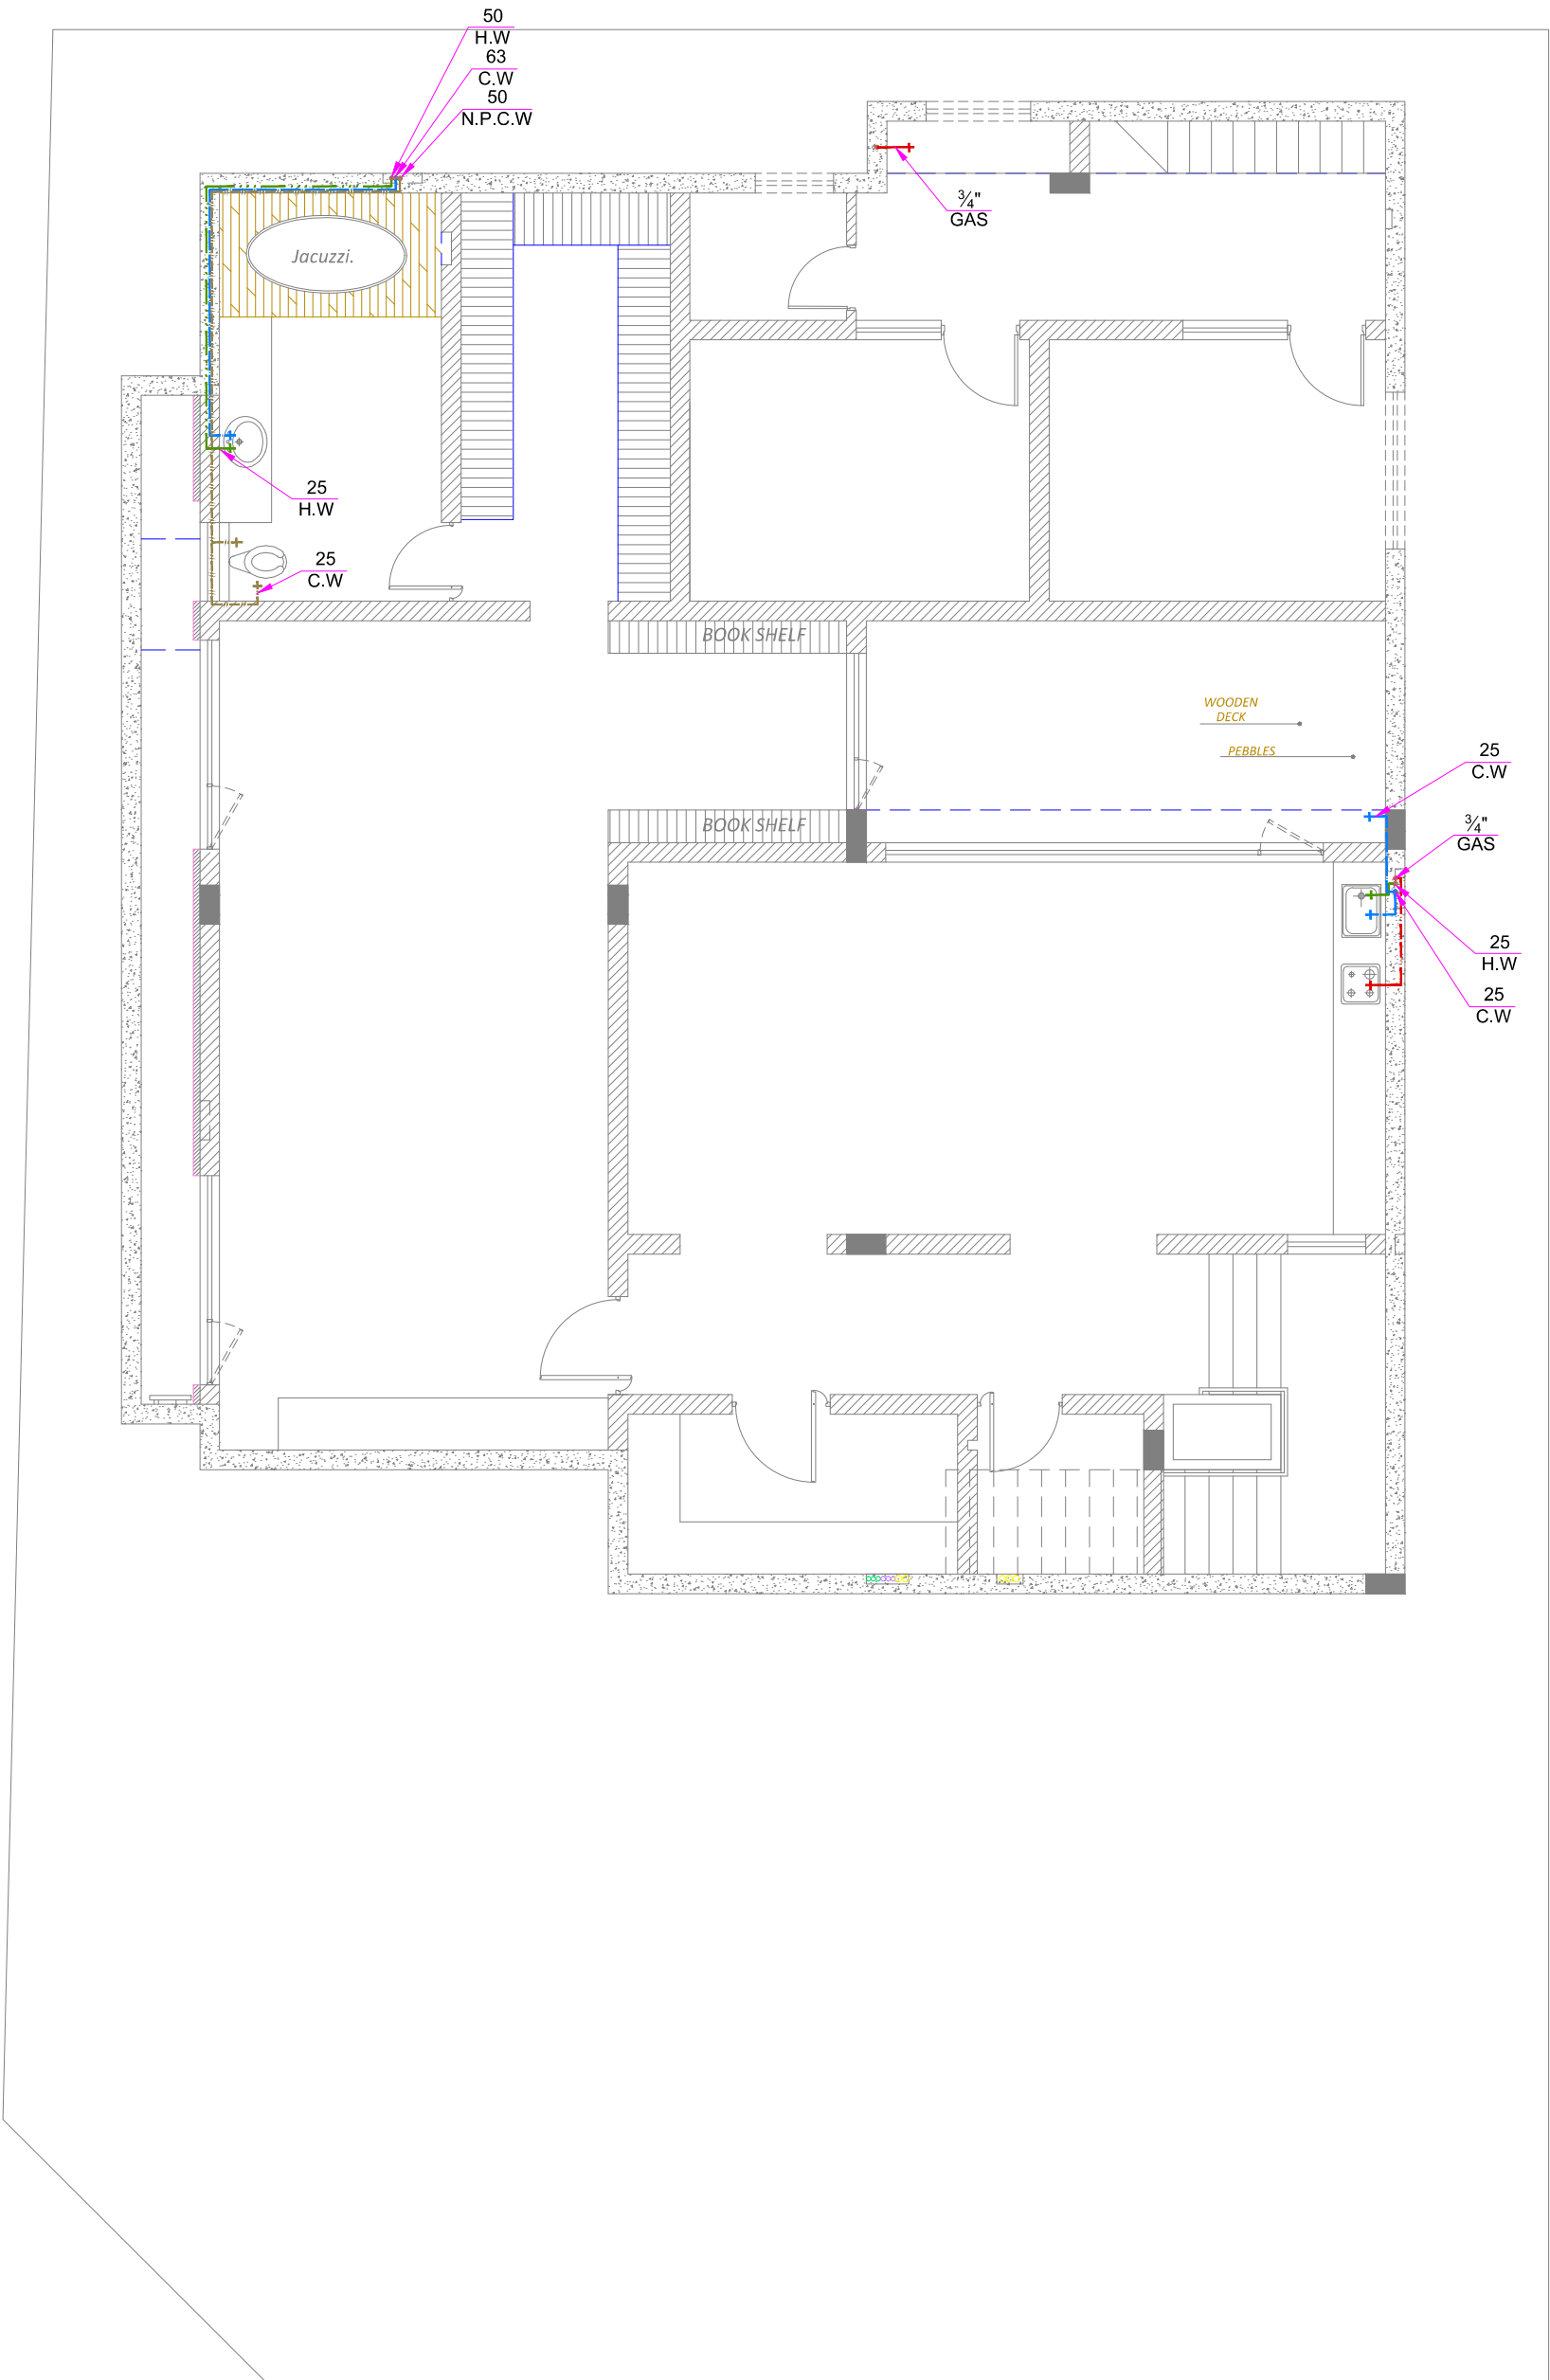 50
H.W
63
C.W
50
N.P.C.W
¾"
GAS
Jacuzzi.
25
H.W
25
C.W
BOOK SHELF
WOODEN
DECK
PEBBLES
25
C.W
BOOK SHELF
¾"
GAS
25
H.W
25
C.W